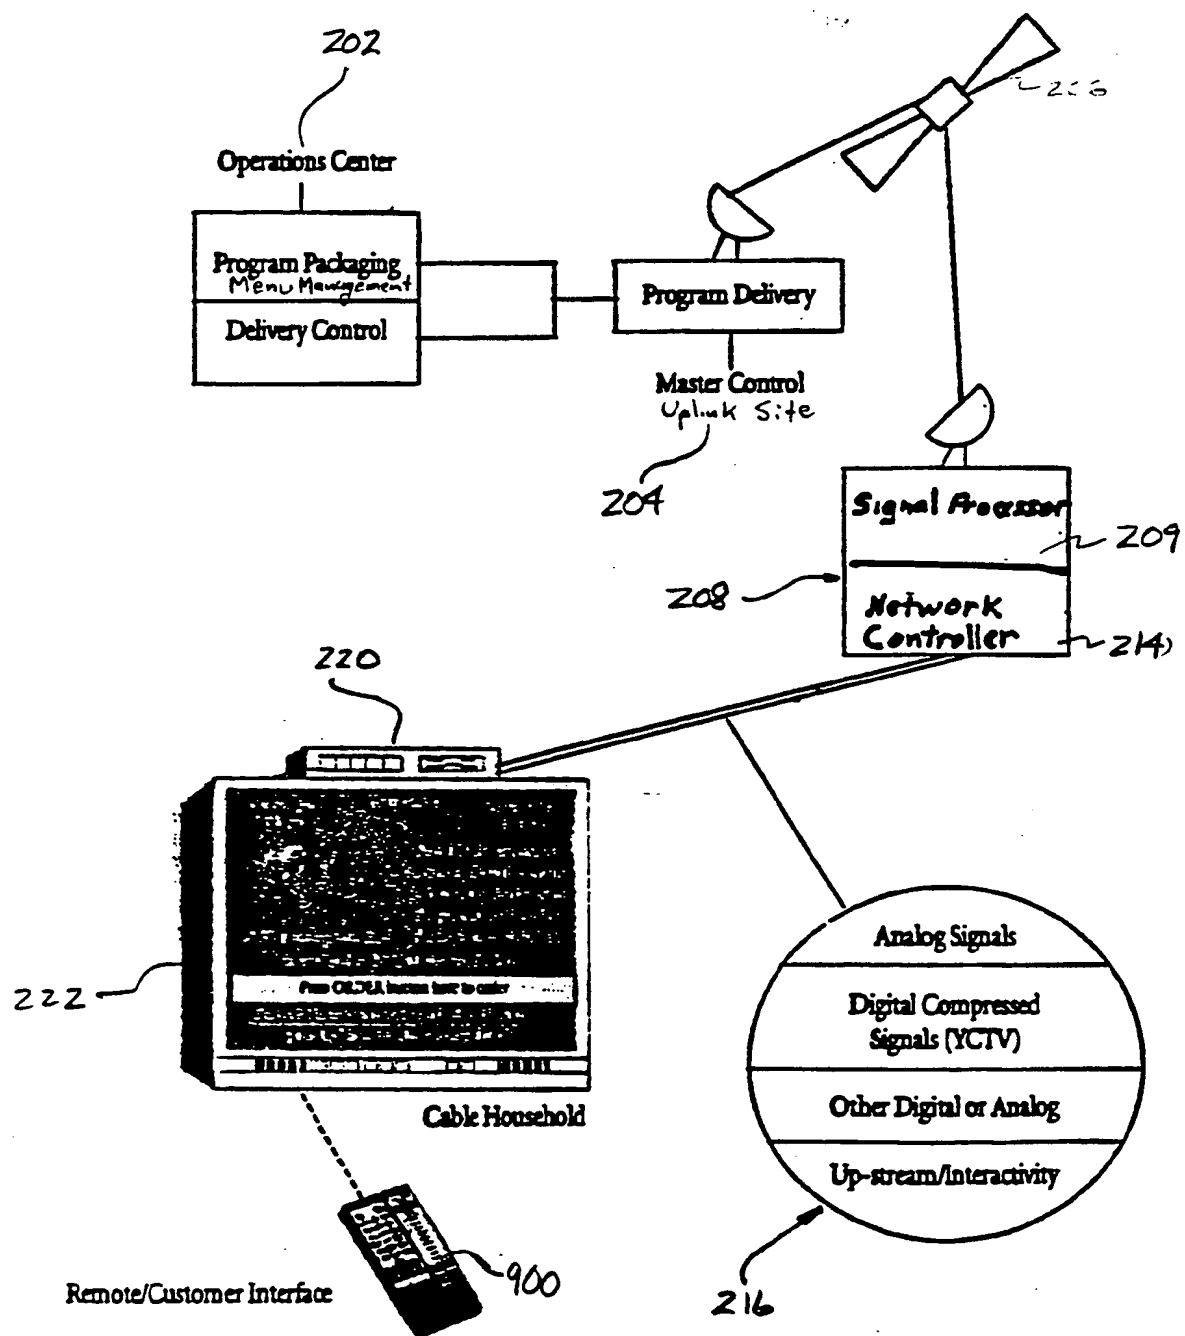 202
Operations Center
Program Packaging
Menu Management
Delivery Control
Program Delivery
Master Control
Uplink Site
204
Signal Processor
209
208
Network
Controller
214
220
222
Cable Household
Analog Signals
Digital Compressed
Signals (YCTV)
Other Digital or Analog
Up-stream/Interactivity
216
900
Remote/Customer Interface